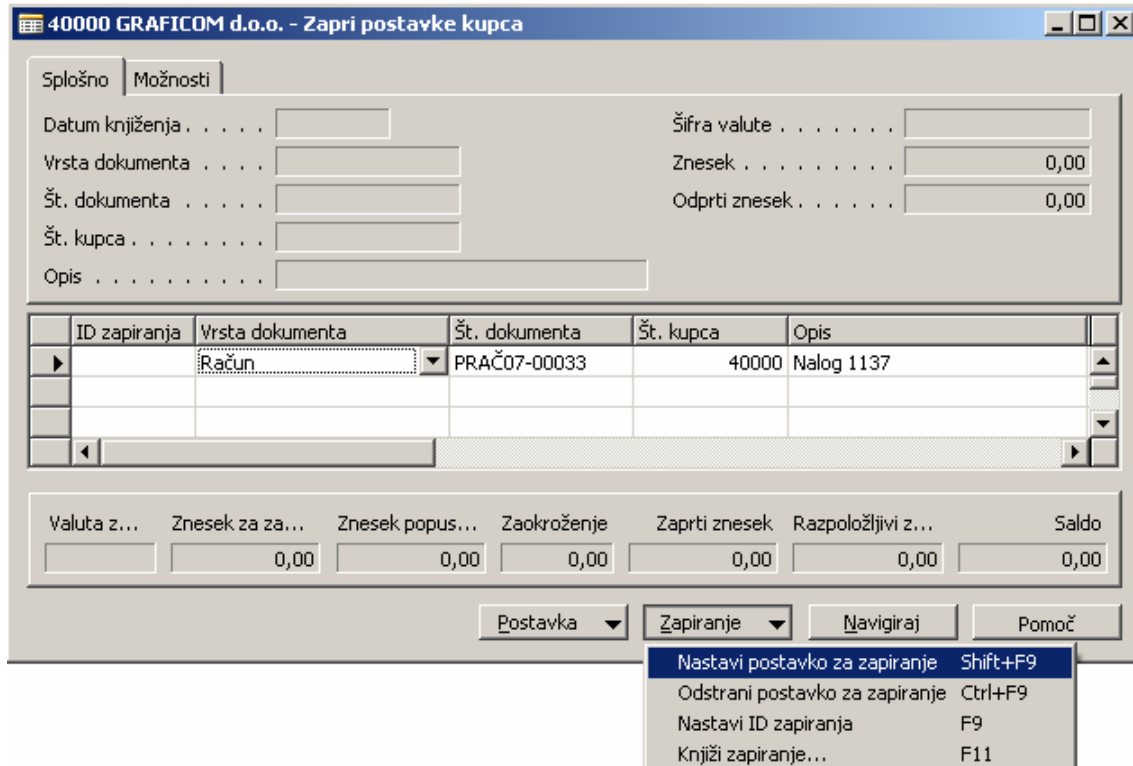 40000 GRAFICOM d.o.o. - Zapri postavke kupca
Splošno Možnosti
Datum knjiženja . . . . . Šifra valute . . . . . . . 
Vrsta dokumenta . . . . Znesek . . . . . . . . . 0,00
Št. dokumenta . . . . . Odprti znesek . . . . . . 0,00
Št. kupca . . . . . . . .
Opis . . . . . . . . . .
ID zapiranja Vrsta dokumenta Št. dokumenta Št. kupca Opis
Račun PRAČ07-00033 40000 Nalog 1137
Valuta z... Znesek za za... Znesek popus... Zaokroženje Zaprti znesek Razpoložljivi z... Saldo
0,00 0,00 0,00 0,00 0,00 0,00
Postavka Zapiranje Navigiraj Pomoč
Nastavi postavko za zapiranje Shift+F9
Odstrani postavko za zapiranje Ctrl+F9
Nastavi ID zapiranja F9
Knjiži zapiranje... F11